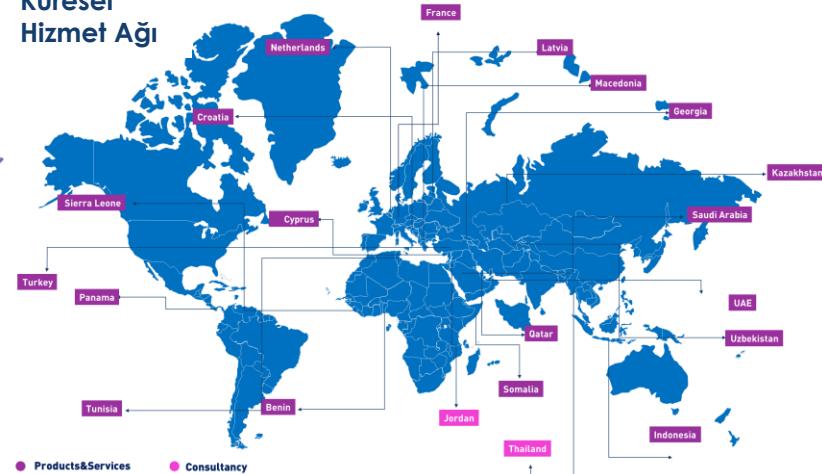 Küresel
Hizmet Ağı
France
Netherlands
Latvia
Macedonia
Georgia
Croatia
Kazakhstan
Sierra Leone
Saudi Arabia
Cyprus
Turkey
Panama
UAE
Qatar
Uzbekistan
Somalia
Tunisia
Benin
Jordan
Indonesia
Thailand
Products&Services
Consultancy